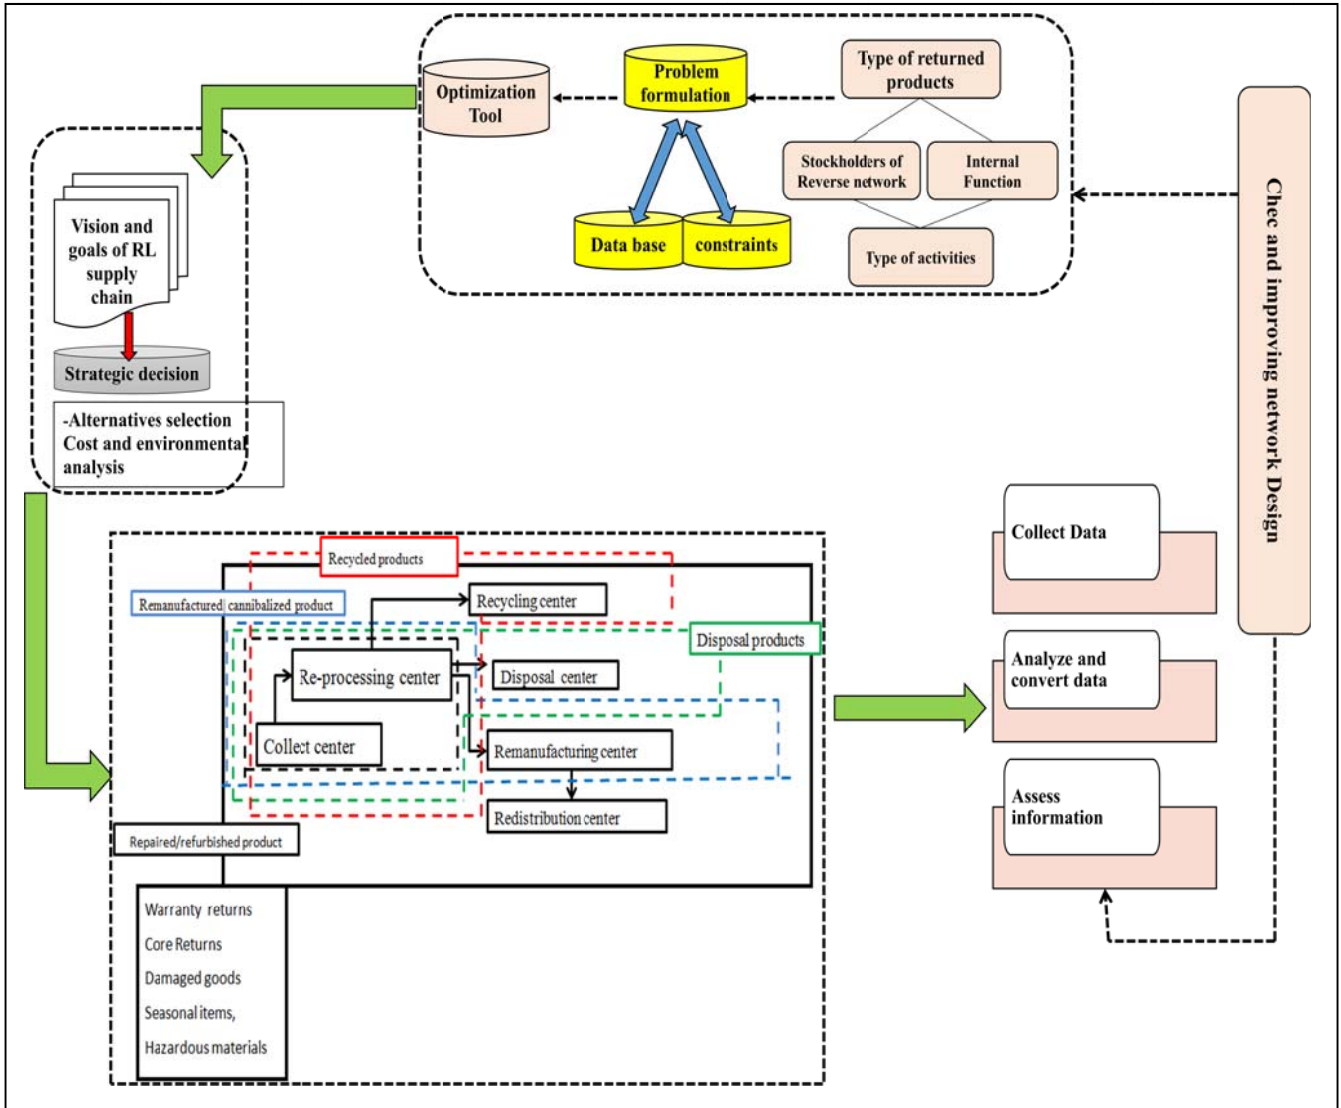 Optimization
Tool
Problem
formulation
Type of returned
products
Stockholders of
Reverse network
Internal
Function
Data base
constraints
Type of activities
Chec and improving network Design
Vision and
goals of RL
supply
chain
Strategic decision
-Alternatives selection
Cost and environmental
analysis
Recycled products
Remanufactured cannibalized product
Recycling center
Disposal products
Re-processing center
Disposal center
Collect center
Remanufacturing center
Redistribution center
Repaired/refurbished product
Warranty returns
Core Returns
Damaged goods
Seasonal items,
Hazardous materials
Collect Data
Analyze and
convert data
Assess
information